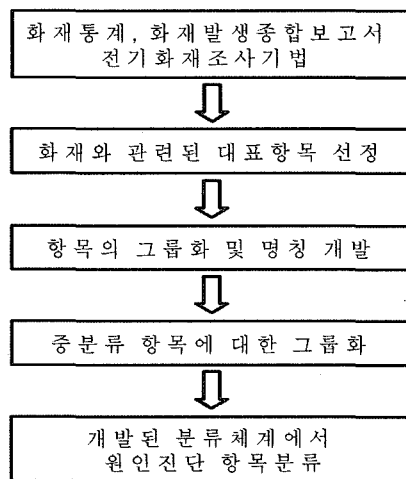 화재통계, 화재발생종합보고서
전기화재조사기법
화재와 관련된 대표항목 선정
항목의 그룹화 및 명칭 개발
중분류 항목에 대한 그룹화
개발된 분류체계에서
원인진단 항목분류